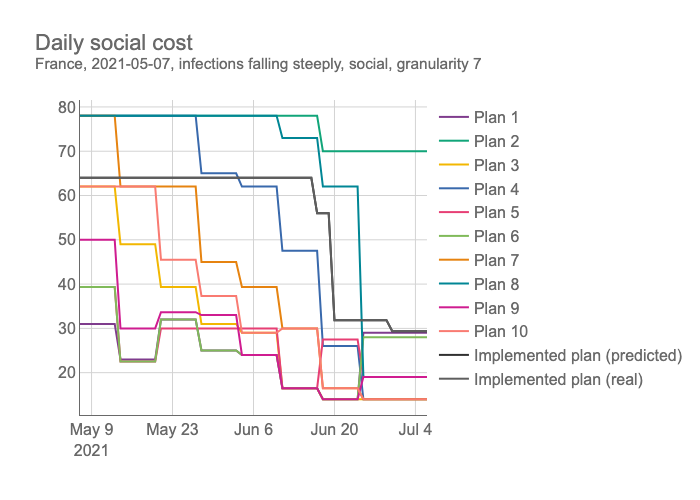 Daily social cost
France, 2021-05-07, infections falling steeply, social, granularity 7
80
70
60
50
40
30
20
May 9
2021
May 23
Jun 6
Jun 20
Jul 4
Plan 1
Plan 2
Plan 3
Plan 4
Plan 5
Plan 6
Plan 7
Plan 8
Plan 9
Plan 10
Implemented plan (predicted)
Implemented plan (real)